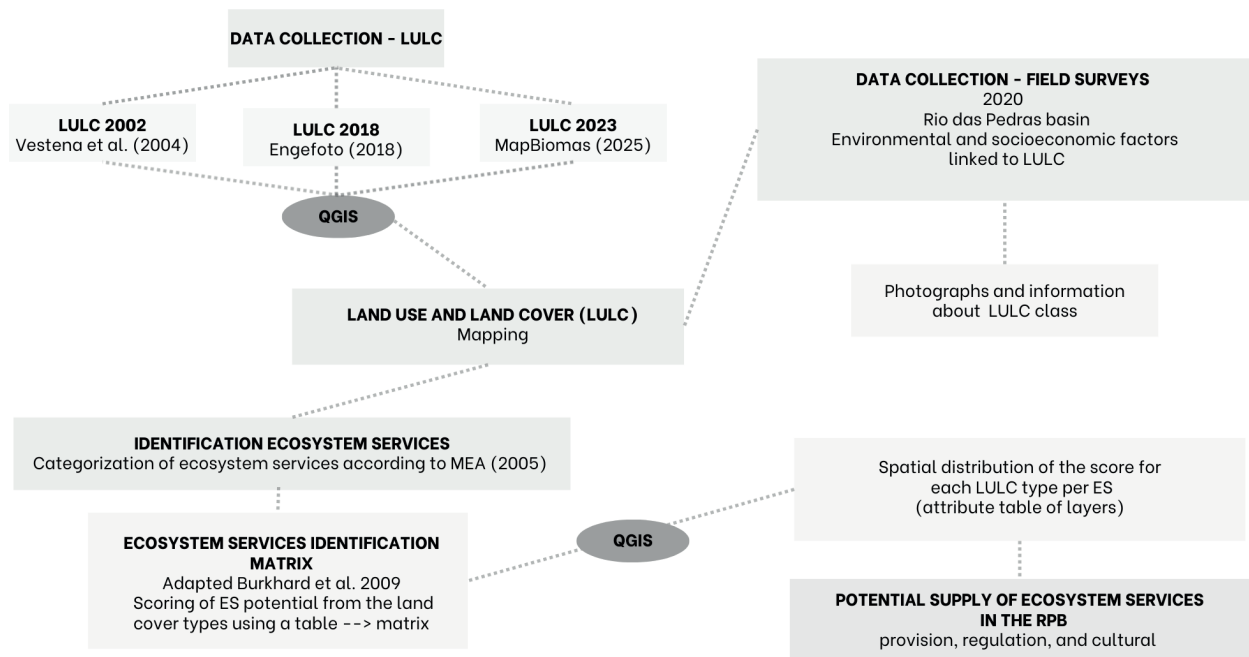 DATA COLLECTION - LULC
LULC 2002
Vestena et al. (2004)
LULC 2018
Engefoto (2018)
LULC 2023
MapBiomas (2025)
QGIS
DATA COLLECTION - FIELD SURVEYS
2020
Rio das Pedras basin
Environmental and socioeconomic factors
linked to LULC
Photographs and information
about LULC class
LAND USE AND LAND COVER (LULC)
Mapping
IDENTIFICATION ECOSYSTEM SERVICES
Categorization of ecosystem services according to MEA (2005)
ECOSYSTEM SERVICES IDENTIFICATION
MATRIX
Adapted Burkhard et al. 2009
Scoring of ES potential from the land
cover types using a table --> matrix
QGIS
Spatial distribution of the score for
each LULC type per ES
(attribute table of layers)
POTENTIAL SUPPLY OF ECOSYSTEM SERVICES
IN THE RPB
provision, regulation, and cultural